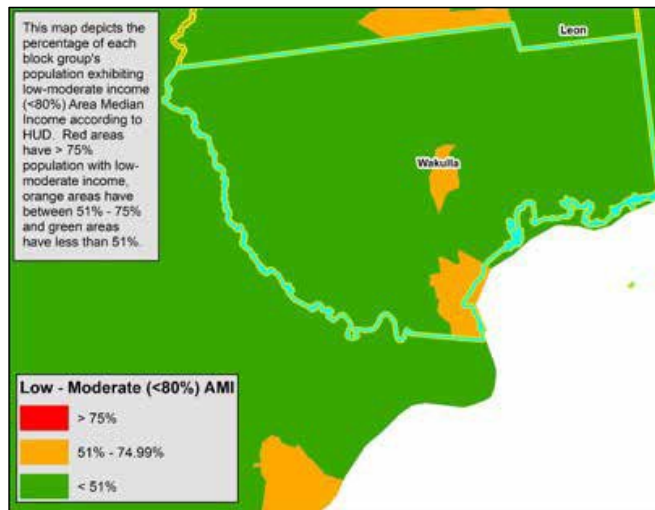 This map depicts the
percentage of each
block group's
population exhibiting
low-moderate income
(<80%) Area Median
Income according to
HUD. Red areas
have > 75%
population with low-
moderate income,
orange areas have
between 51% - 75%
and green areas
have less than 51%.
Leon
Wakulla
Low - Moderate (<80%) AMI
> 75%
51% - 74.99%
< 51%